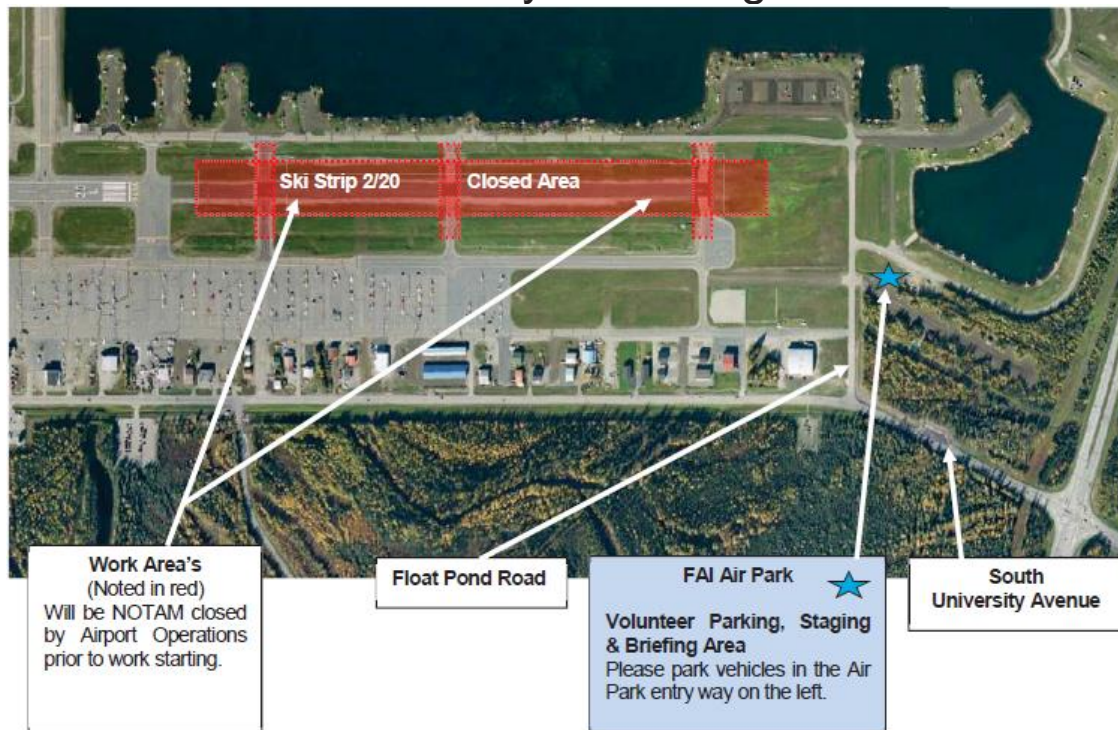 Ski Strip 2/20
Closed Area
20
Work Area's
(Noted in red)
Will be NOTAM closed
by Airport Operations
prior to work starting.
Float Pond Road
FAI Air Park
Volunteer Parking, Staging
& Briefing Area
Please park vehicles in the Air
Park entry way on the left.
South
University Avenue